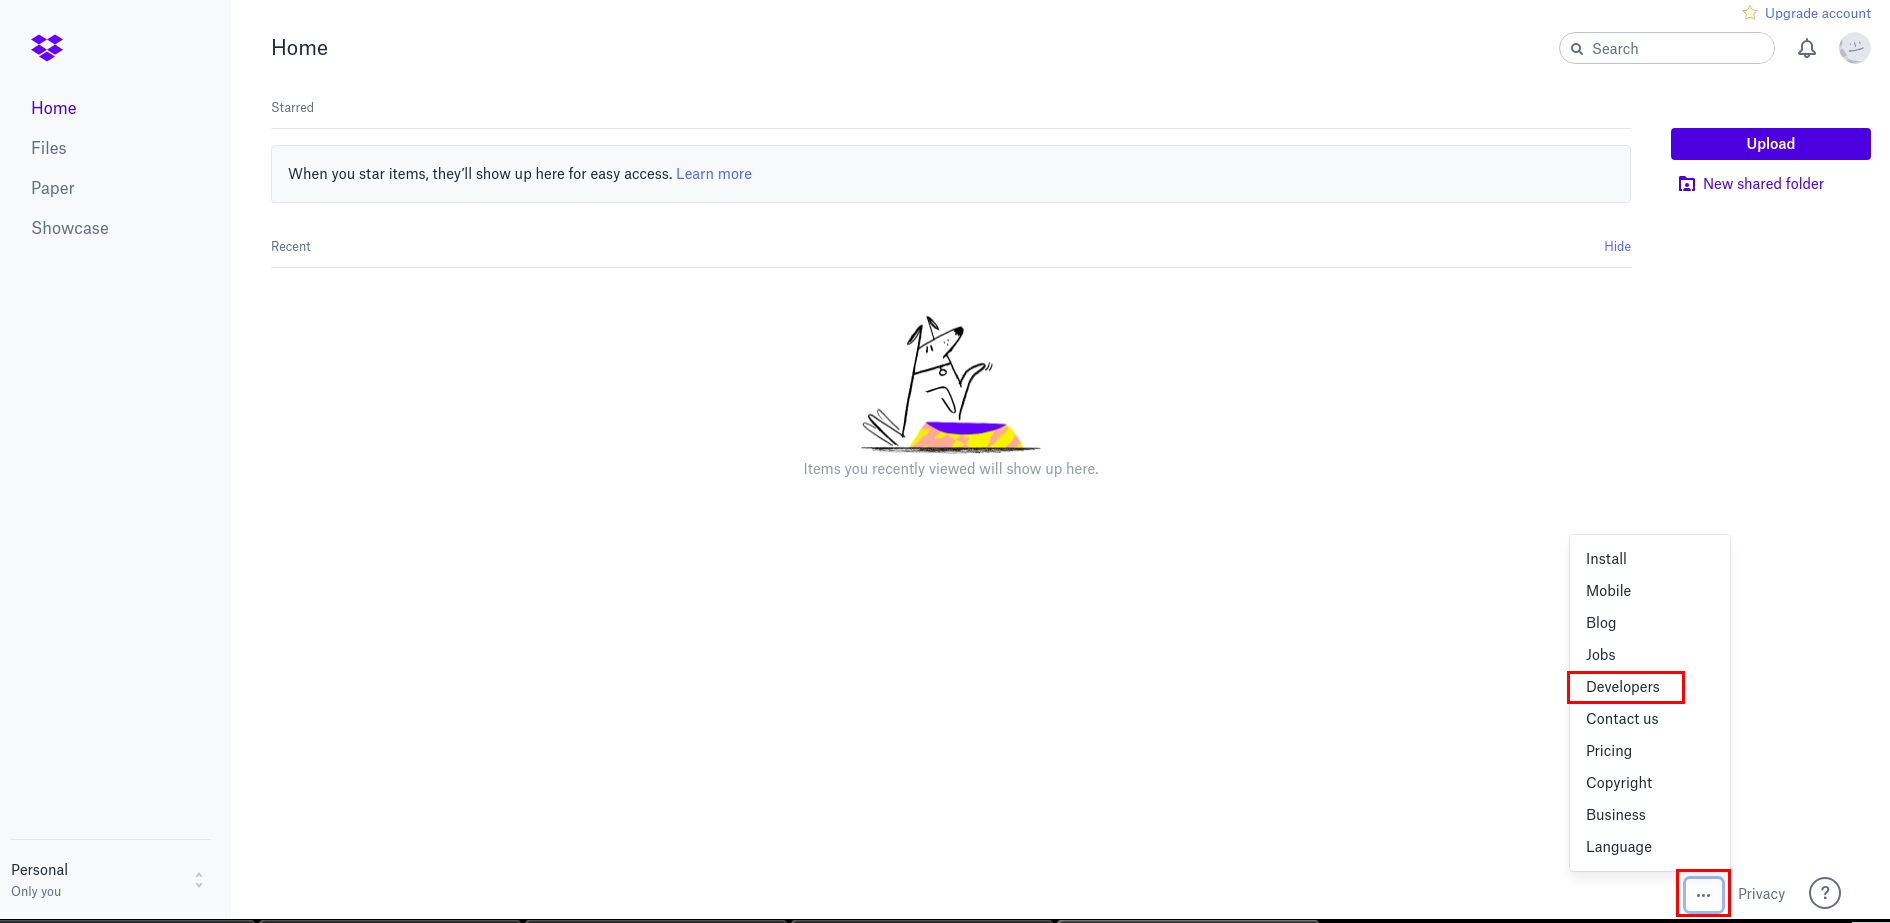 Upgrade account
Home
Search
Home
Files
Paper
Showcase
Starred
When you star items, they’ll show up here for easy access. Learn more
Upload
New shared folder
Recent
Hide
Items you recently viewed will show up here.
Install
Mobile
Blog
Jobs
Developers
Contact us
Pricing
Copyright
Business
Language
Personal
Only you
...
Privacy
?